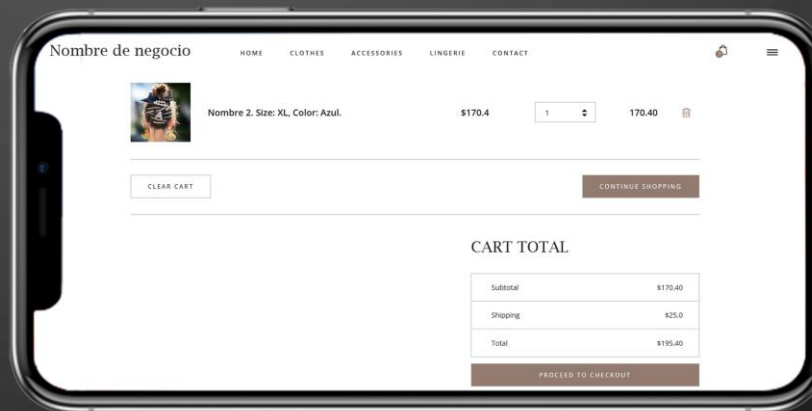 Nombre de negocio
HOME CLOTHES ACCESSORIES LINGERIE CONTACT
Nombre 2. Size: XL, Color: Azul. $170.4 1 170.40
CLEAR CART CONTINUE SHOPPING
CART TOTAL
Subtotal $170.40
Shipping $25.0
Total $195.40
PROCEED TO CHECKOUT